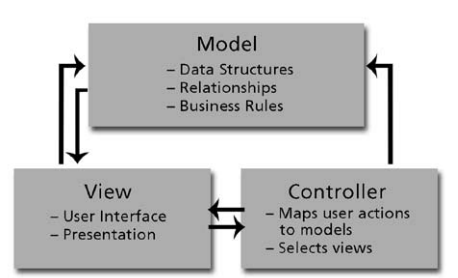 Model
– Data Structures
– Relationships
– Business Rules
View
– User Interface
– Presentation
Controller
– Maps user actions
to models
– Selects views